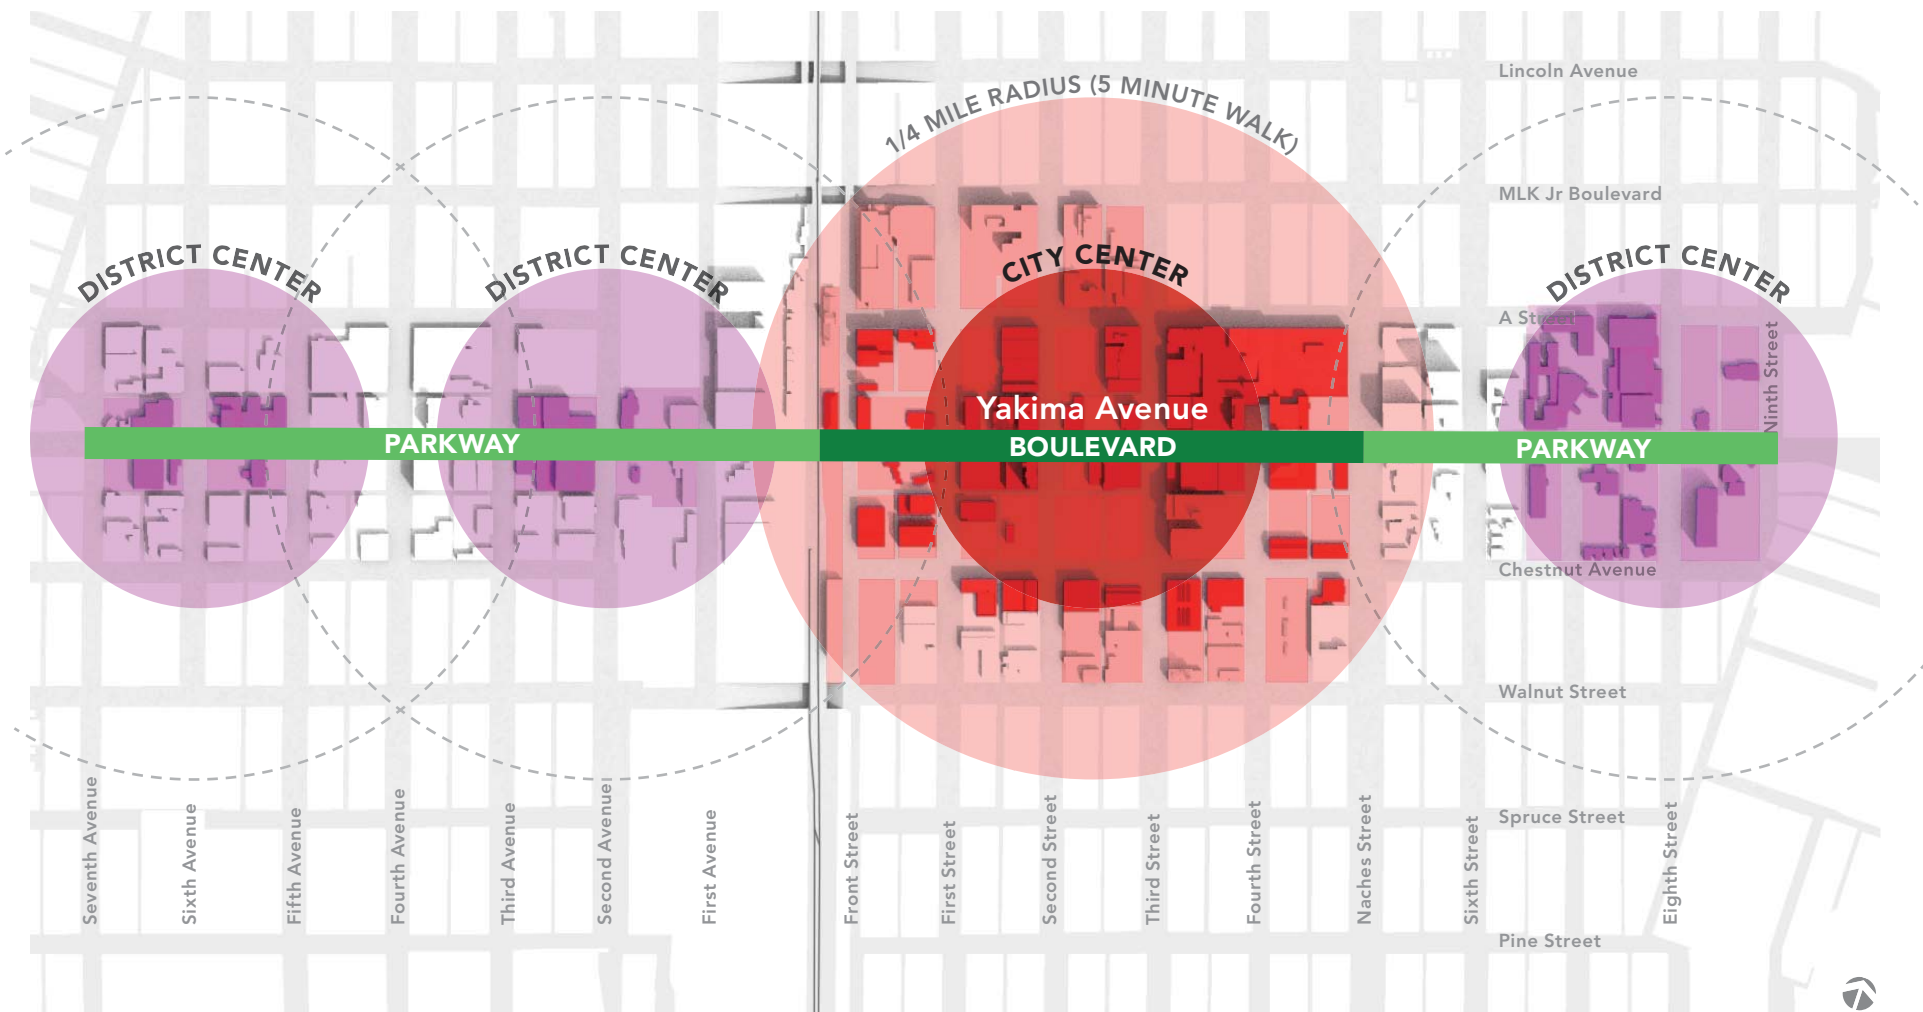 Lincoln Avenue
1/4 MILE RADIUS (5 MINUTE WALK)
MLK Jr Boulevard
DISTRICT CENTER
DISTRICT CENTER
CITY CENTER
DISTRICT CENTER
A Street
Ninth Street
Yakima Avenue
PARKWAY
BOULEVARD
PARKWAY
Chestnut Avenue
Walnut Street
Spruce Street
Seventh Avenue
Sixth Avenue
Fifth Avenue
Fourth Avenue
Third Avenue
Second Avenue
First Avenue
Front Street
First Street
Second Street
Third Street
Fourth Street
Naches Street
Sixth Street
Eighth Street
Pine Street